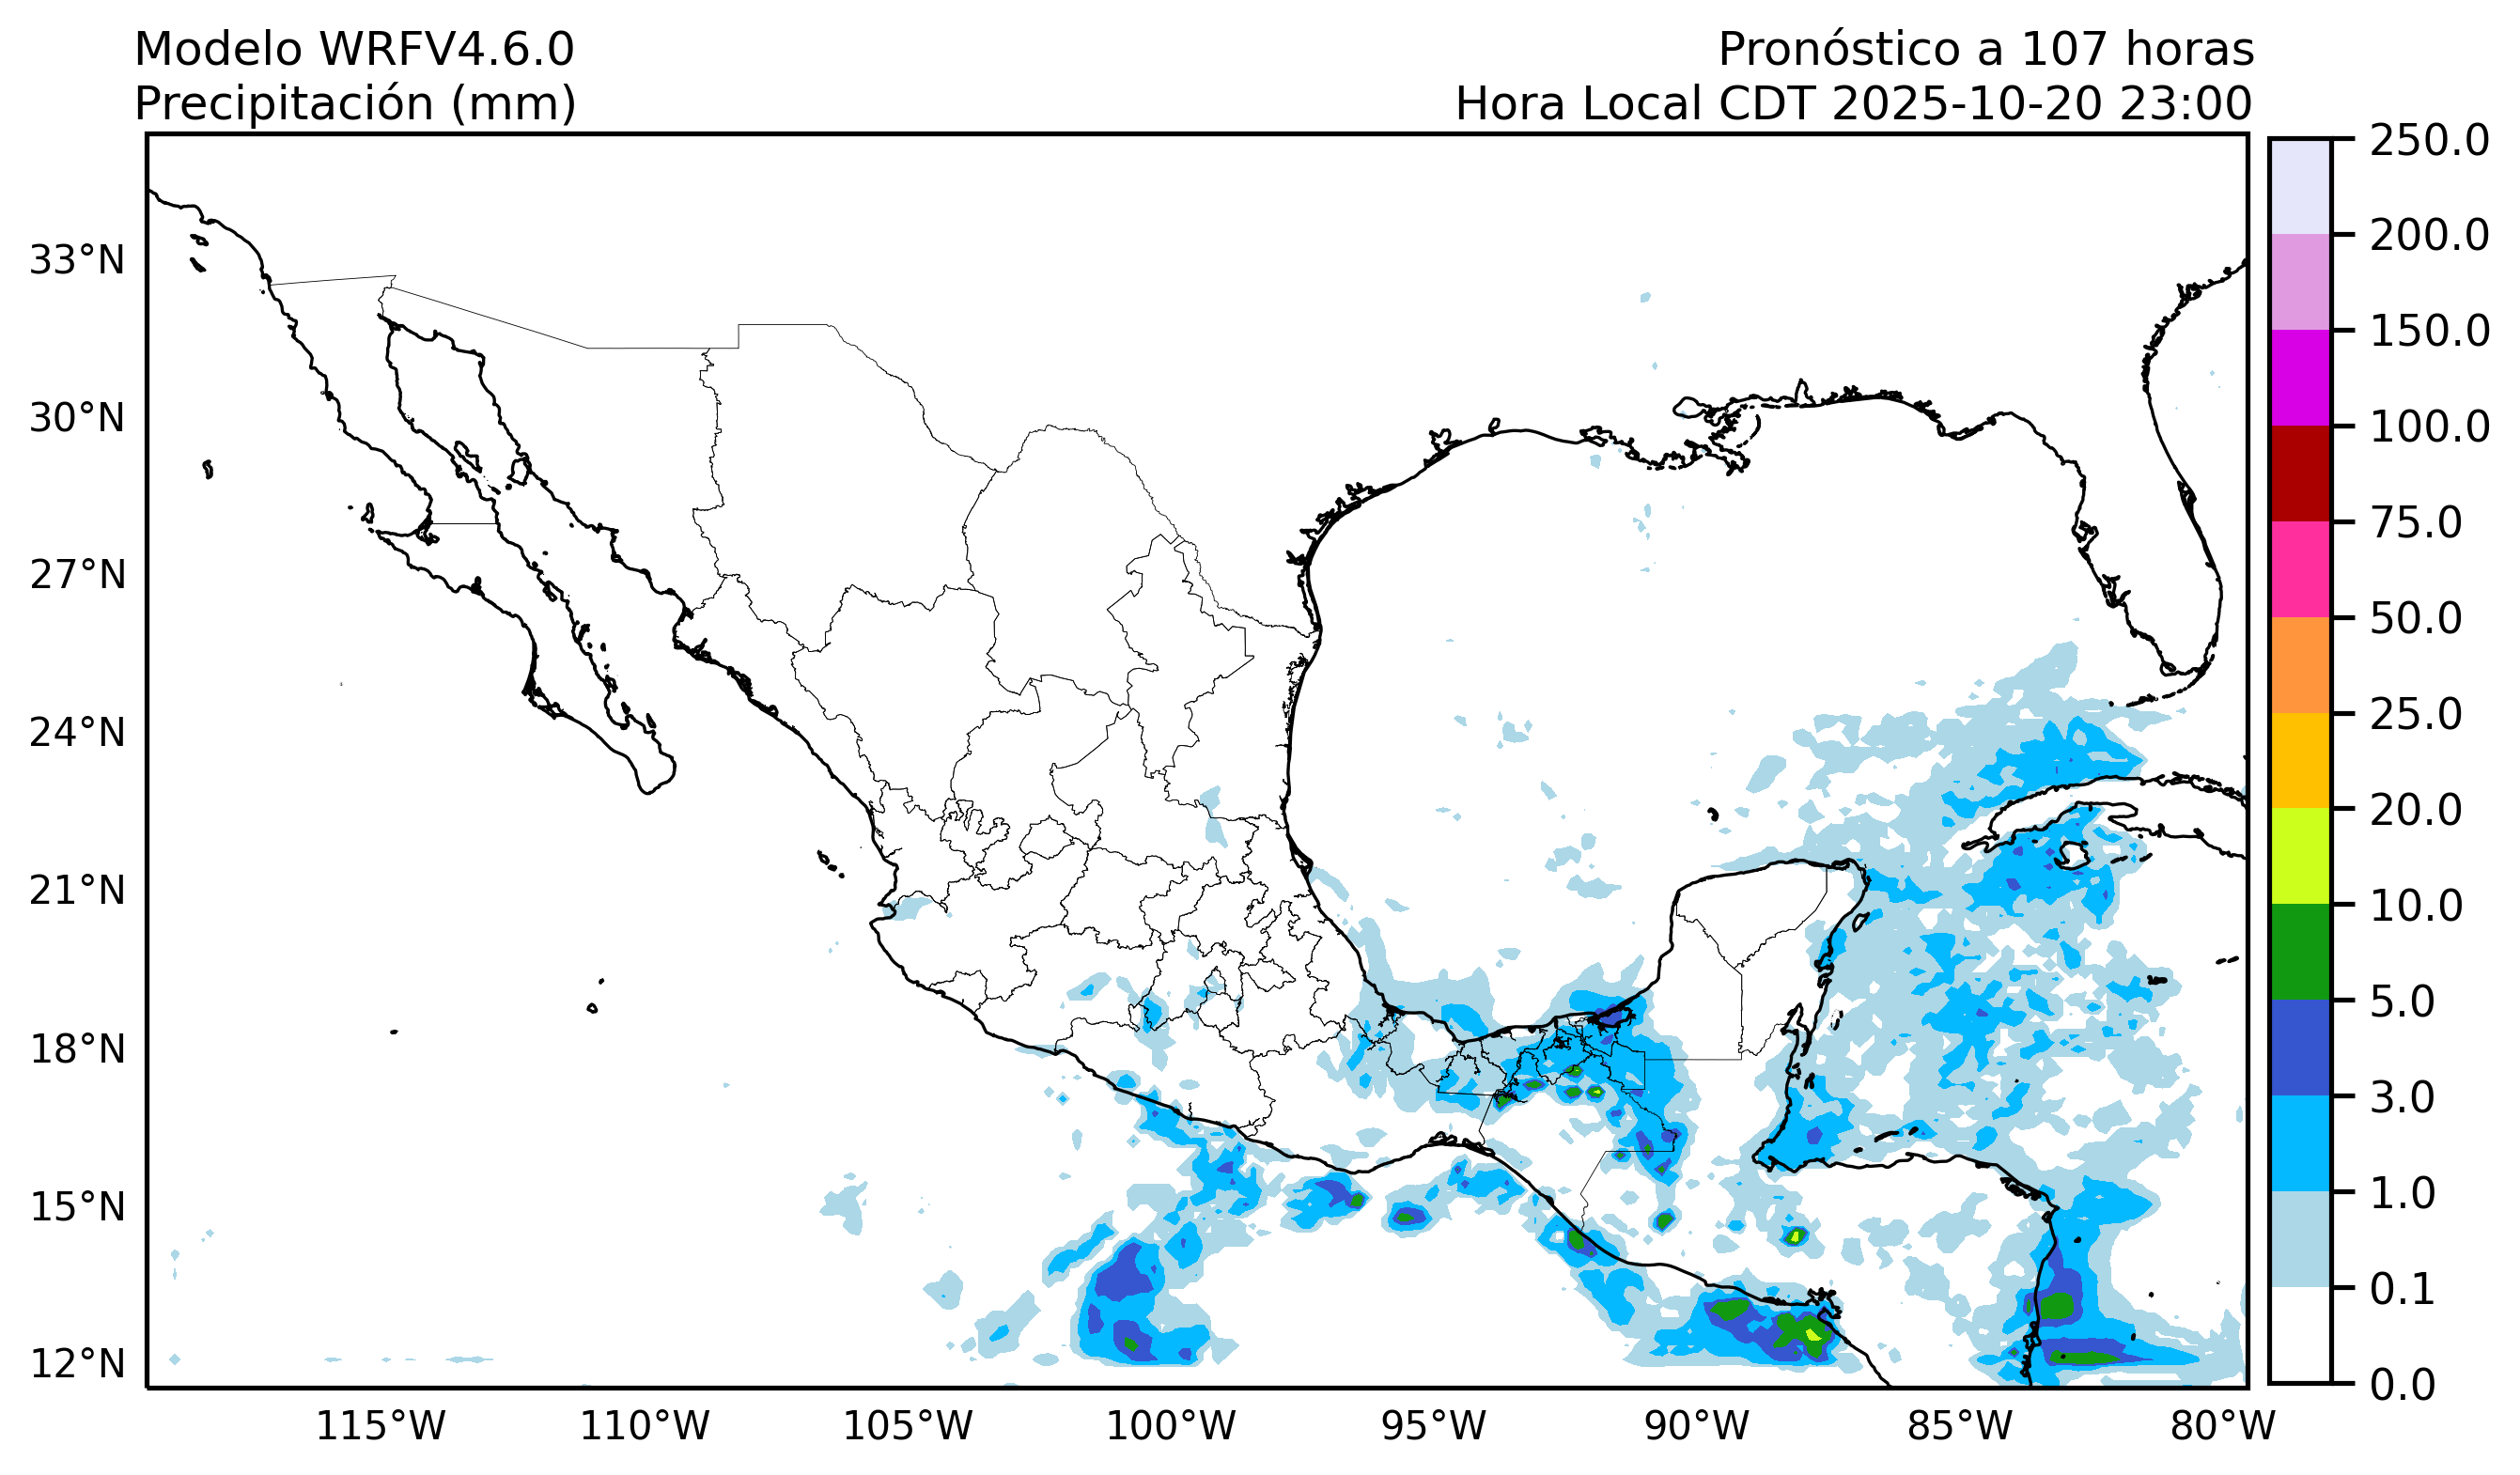 Modelo WRFV4.6.0
Precipitación (mm)
Pronóstico a 107 horas
Hora Local CDT 2025-10-20 23:00
33°N
30°N
27°N
24°N
21°N
18°N
15°N
12°N
115°W
110°W
105°W
100°W
95°W
90°W
85°W
80°W
250.0
200.0
150.0
100.0
75.0
50.0
25.0
20.0
10.0
5.0
3.0
1.0
0.1
0.0